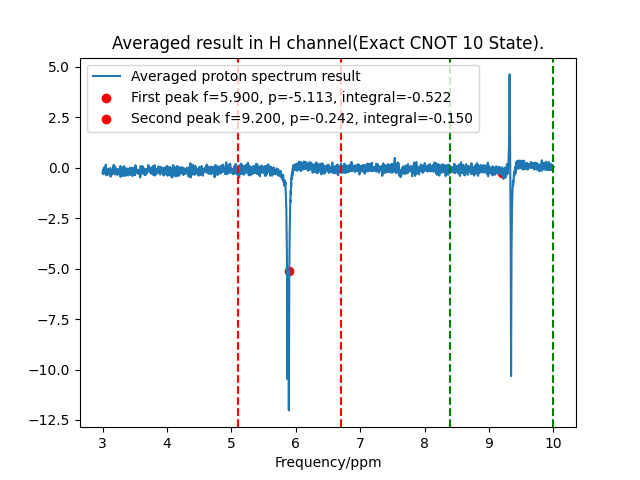 Averaged result in H channel(Exact CNOT 10 State).
Averaged proton spectrum result
First peak f=5.900, p=-5.113, integral=-0.522
Second peak f=9.200, p=-0.242, integral=-0.150
5.0
2.5
0.0
−2.5
−5.0
−7.5
−10.0
−12.5
3 4 5 6 7 8 9 10
Frequency/ppm